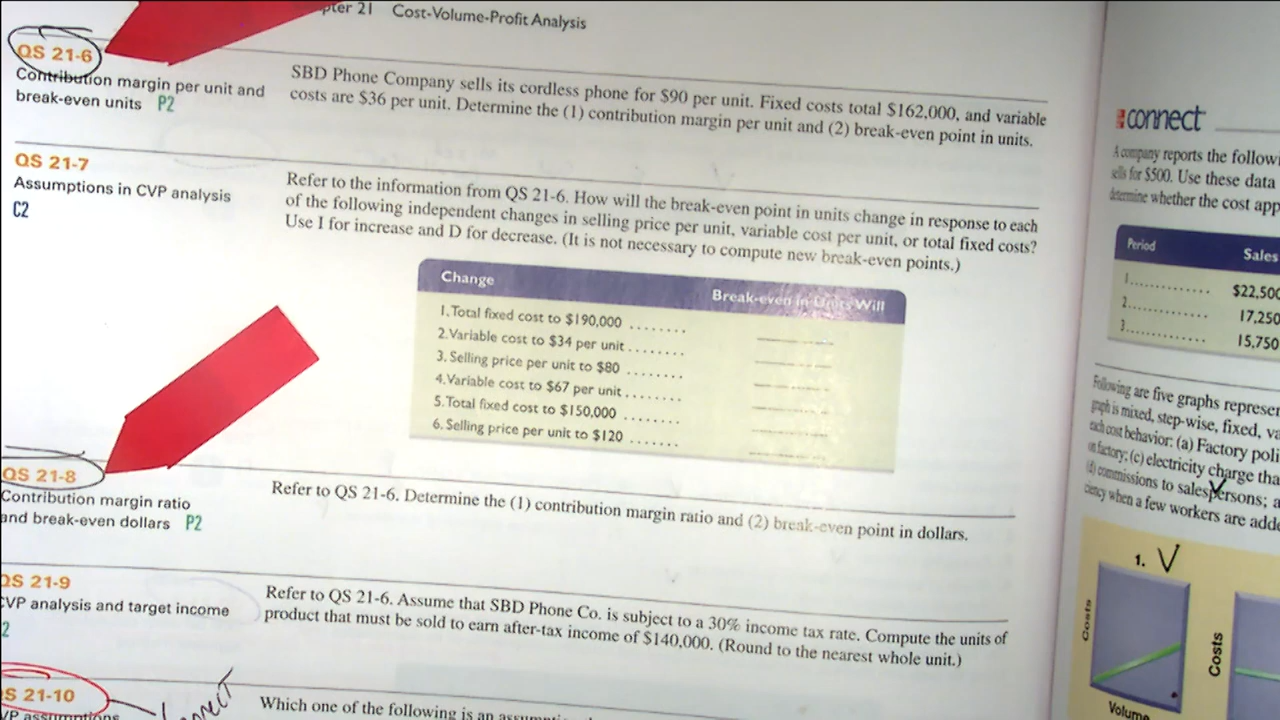 Cost-Volume-Profit Analysis
QS 21-6
Contribution margin per unit and
break-even units P2
SBD Phone Company sells its cordless phone for $90 per unit. Fixed costs total $162,000, and variable
costs are $36 per unit. Determine the (1) contribution margin per unit and (2) break-even point in units.
QS 21-7
Assumptions in CVP analysis
C2
Refer to the information from QS 21-6. How will the break-even point in units change in response to each
of the following independent changes in selling price per unit, variable cost per unit, or total fixed costs?
Use I for increase and D for decrease. (It is not necessary to compute new break-even points.)
Change Break-even in Units Will
1. Total fixed cost to $190,000 ........
2. Variable cost to $34 per unit ........
3. Selling price per unit to $80 ........
4. Variable cost to $67 per unit ........
5. Total fixed cost to $150,000 ........
6. Selling price per unit to $120 .......
QS 21-8
Contribution margin ratio
and break-even dollars P2
Refer to QS 21-6. Determine the (1) contribution margin ratio and (2) break-even point in dollars.
QS 21-9
CVP analysis and target income
2
Refer to QS 21-6. Assume that SBD Phone Co. is subject to a 30% income tax rate. Compute the units of
product that must be sold to earn after-tax income of $140,000. (Round to the nearest whole unit.)
S 21-10
VP assumptions
Which one of the following is an
connect
A company reports the followi
sells for $500. Use these data
determine whether the cost app
Period Sales
1............. $22,500
2............. 17,250
3............. 15,750
Following are five graphs represen
graph is mixed, step-wise, fixed, va
each cost behavior: (a) Factory poli
on factory; (c) electricity charge tha
(d) commissions to salespersons; a
ciency when a few workers are adde
1. V
Costs
Volume
Costs